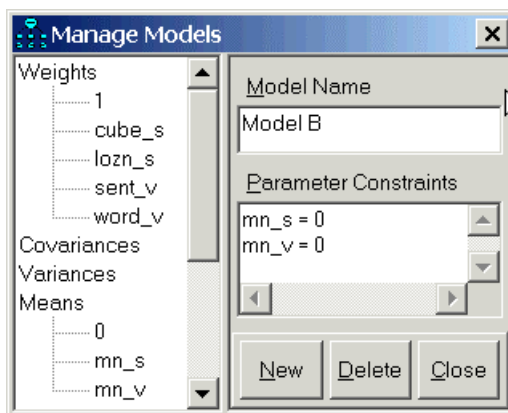 Manage Models
Weights
1
cube_s
lozn_s
sent_v
word_v
Covariances
Variances
Means
0
mn_s
mn_v
Model Name
Model B
Parameter Constraints
mn_s = 0
mn_v = 0
New Delete Close